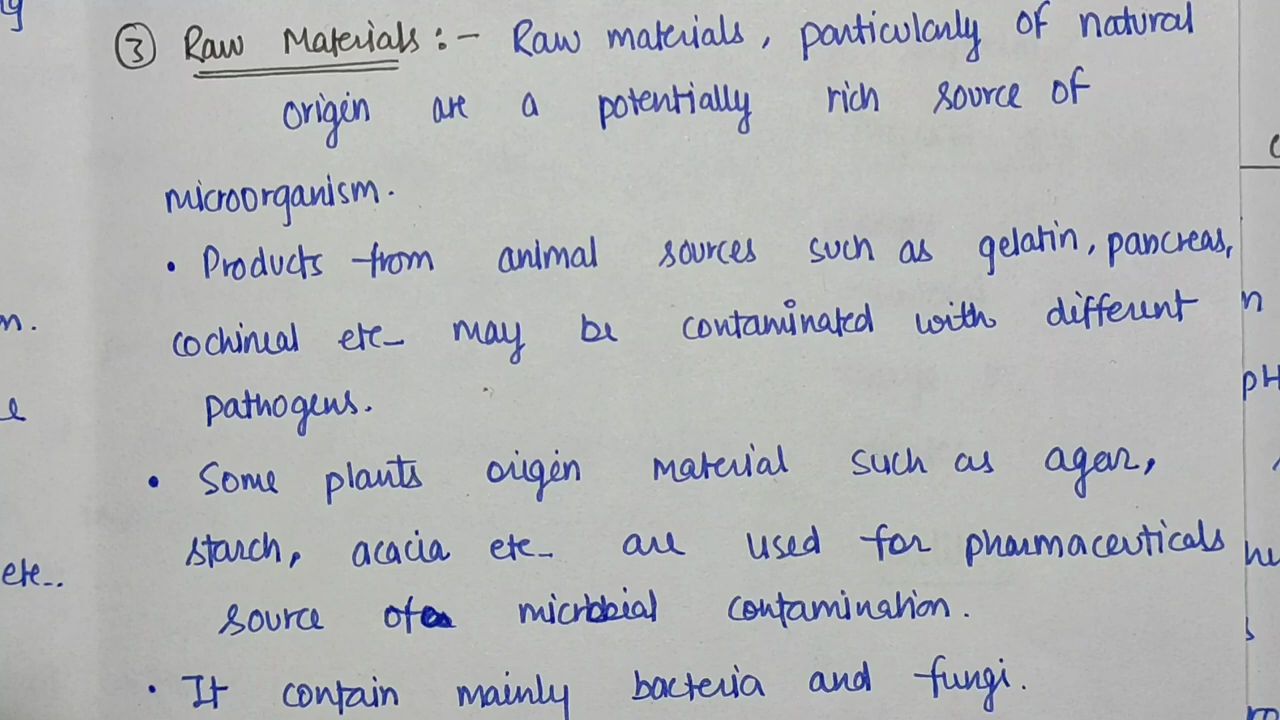 ③ Raw Materials :- Raw materials, particularly of natural
origin are a potentially rich source of
microorganism.
• Products from animal sources such as gelatin, pancreas,
cochineal etc- may be contaminated with different
pathogens.
• Some plants origin material such as agar,
starch, acacia etc- are used for pharmaceuticals
source of microbial contamination.
• It contain mainly bacteria and fungi.
etc..
pH